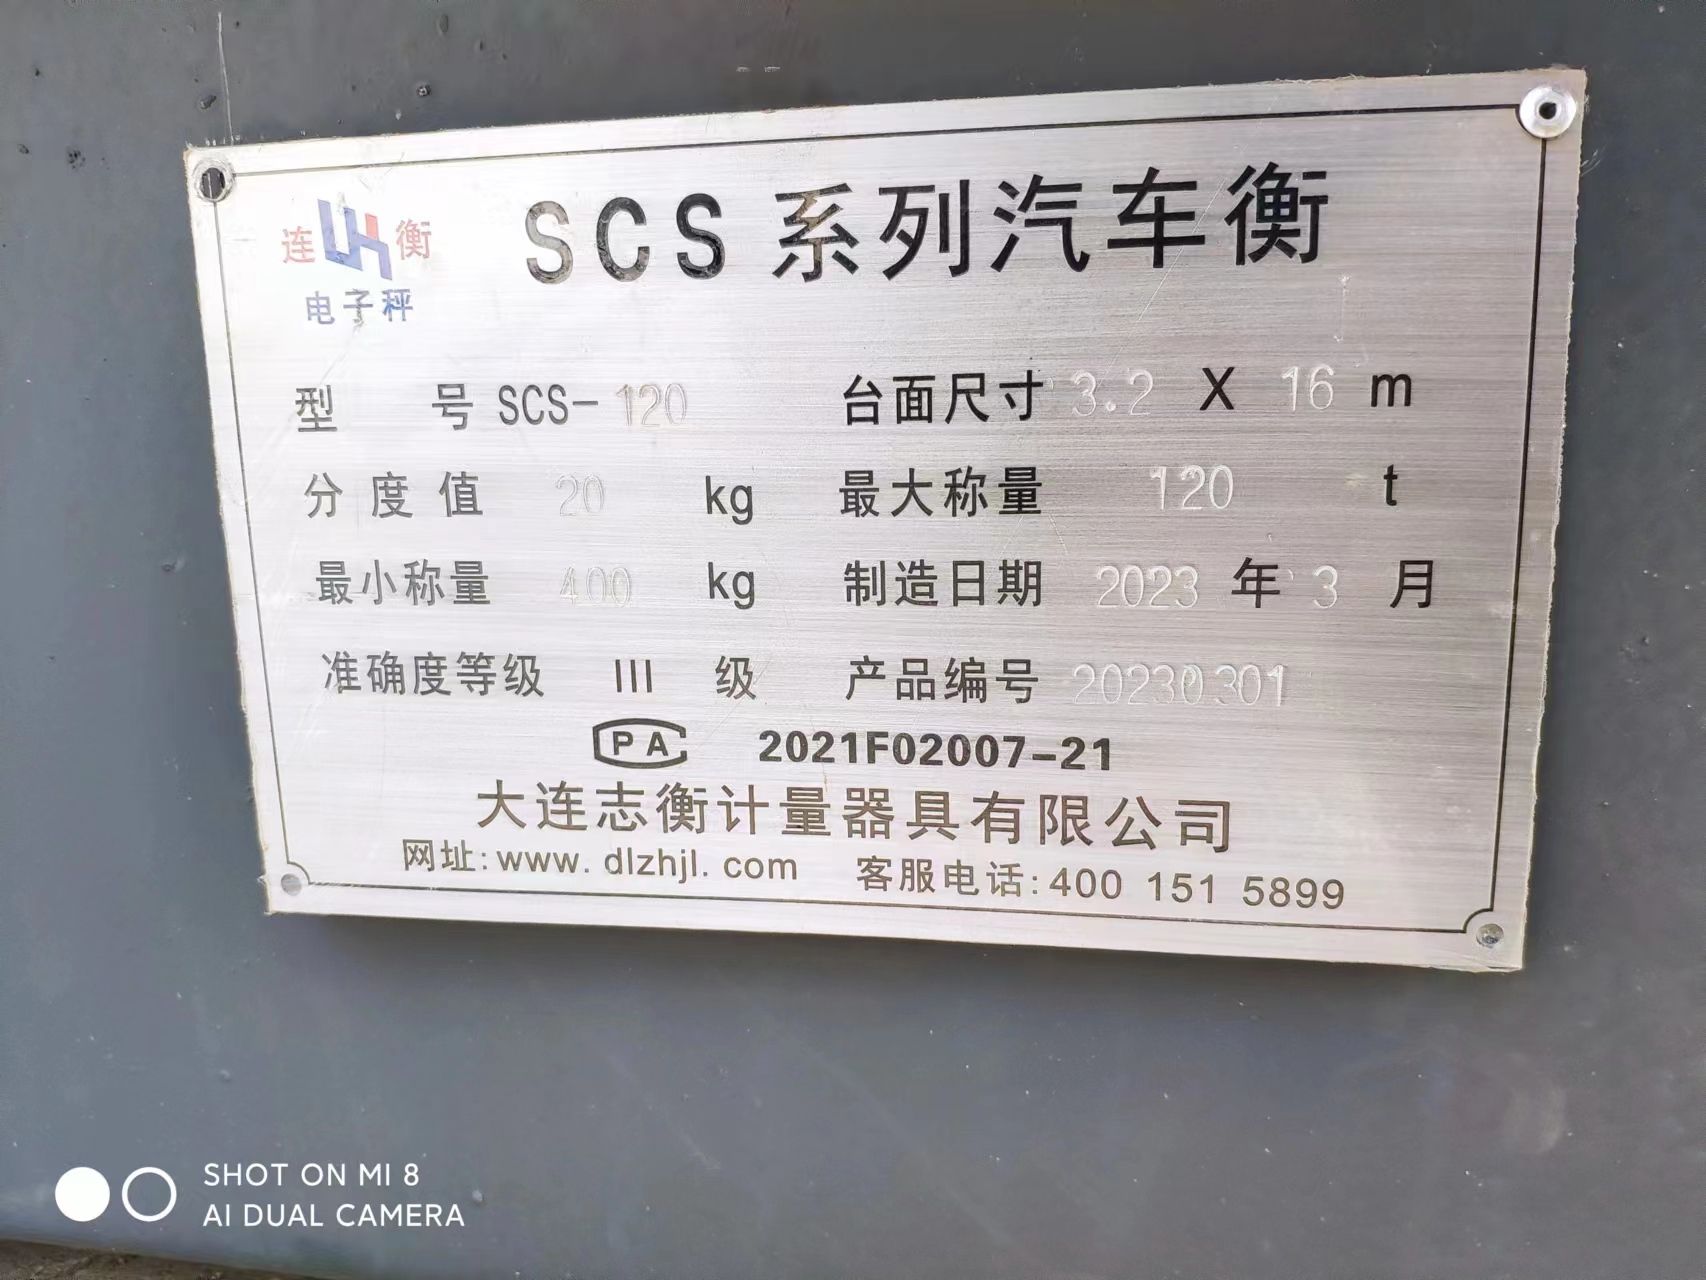 连 衡
电子秤
SCS系列汽车衡
型 号 SCS-120 台面尺寸 3.2 X 16 m
分度值 20 kg 最大称量 120 t
最小称量 400 kg 制造日期 2023 年 3 月
准确度等级 III 级 产品编号 20230301
CPA 2021F02007-21
大连志衡计量器具有限公司
网址:www.dlzhjl.com 客服电话:400 151 5899
SHOT ON MI 8
AI DUAL CAMERA